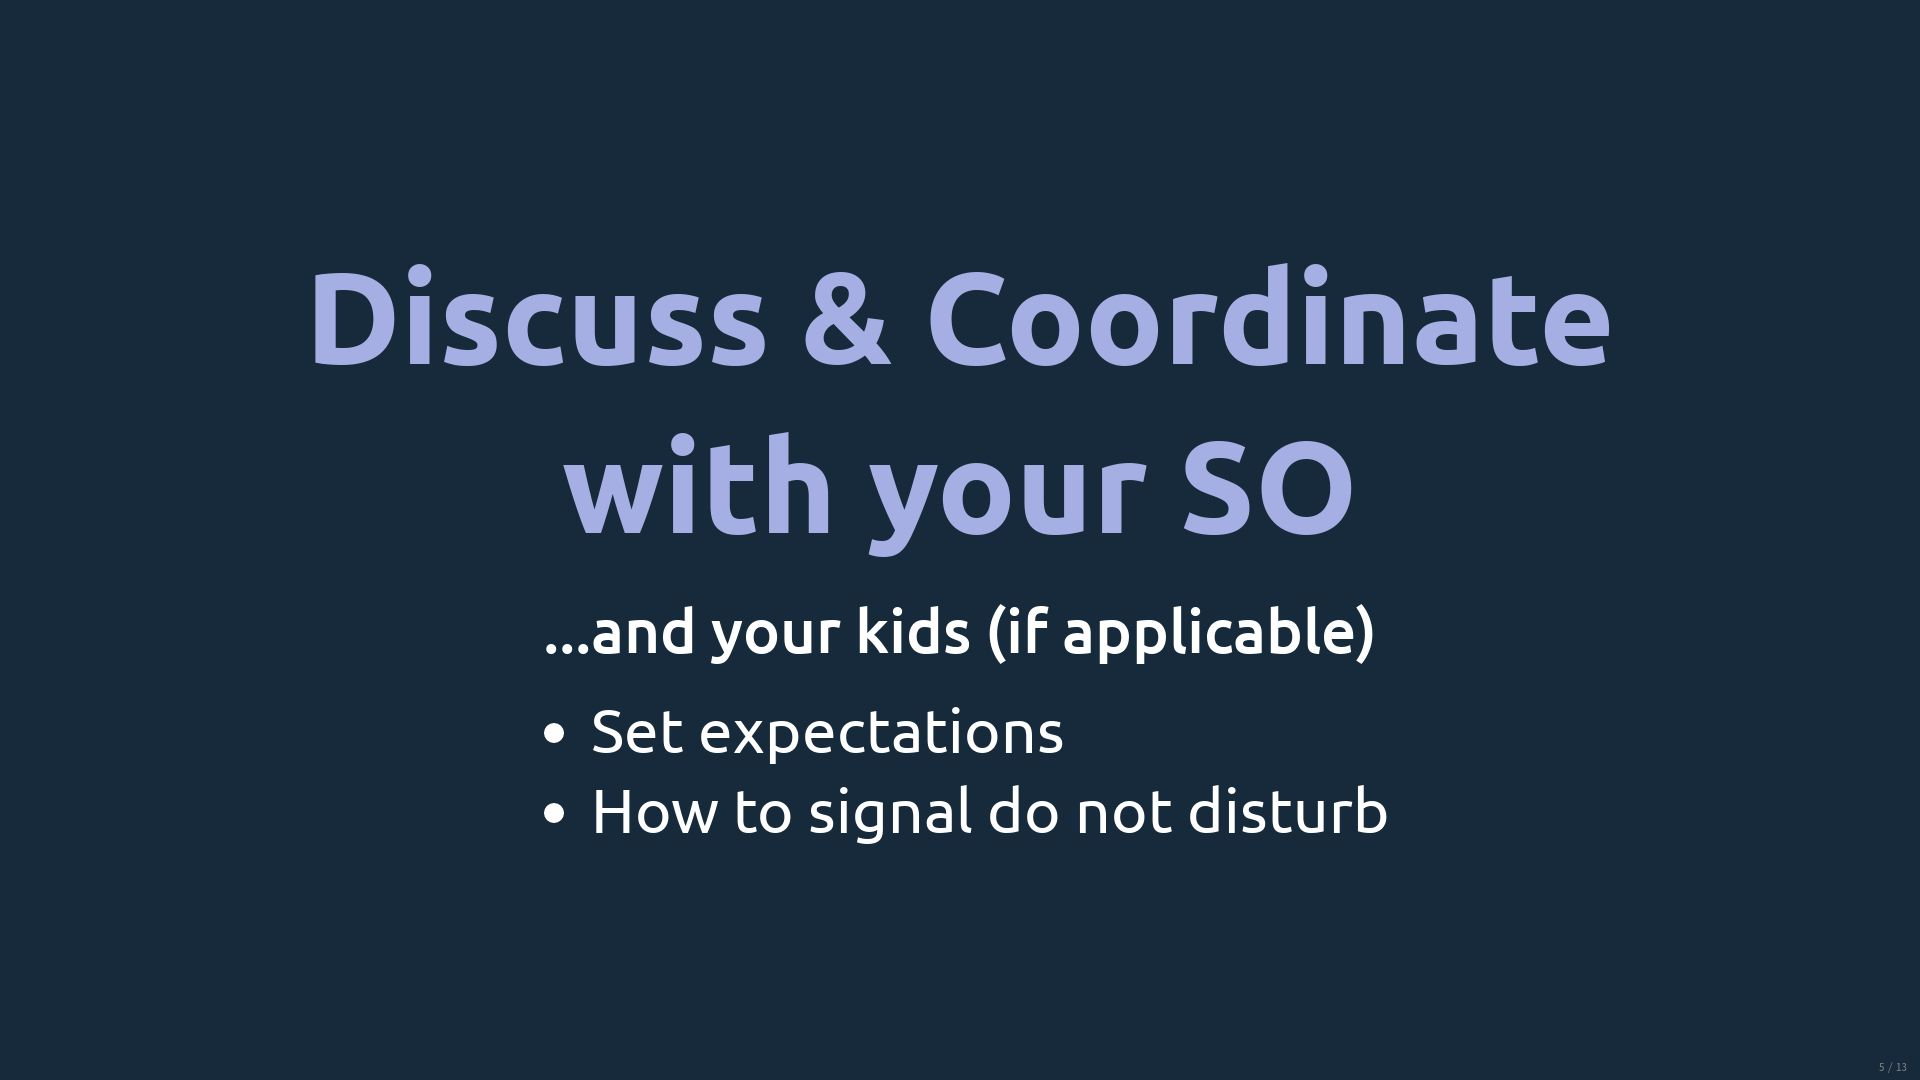 Discuss & Coordinate
with your SO
...and your kids (if applicable)
• Set expectations
• How to signal do not disturb
5 / 13